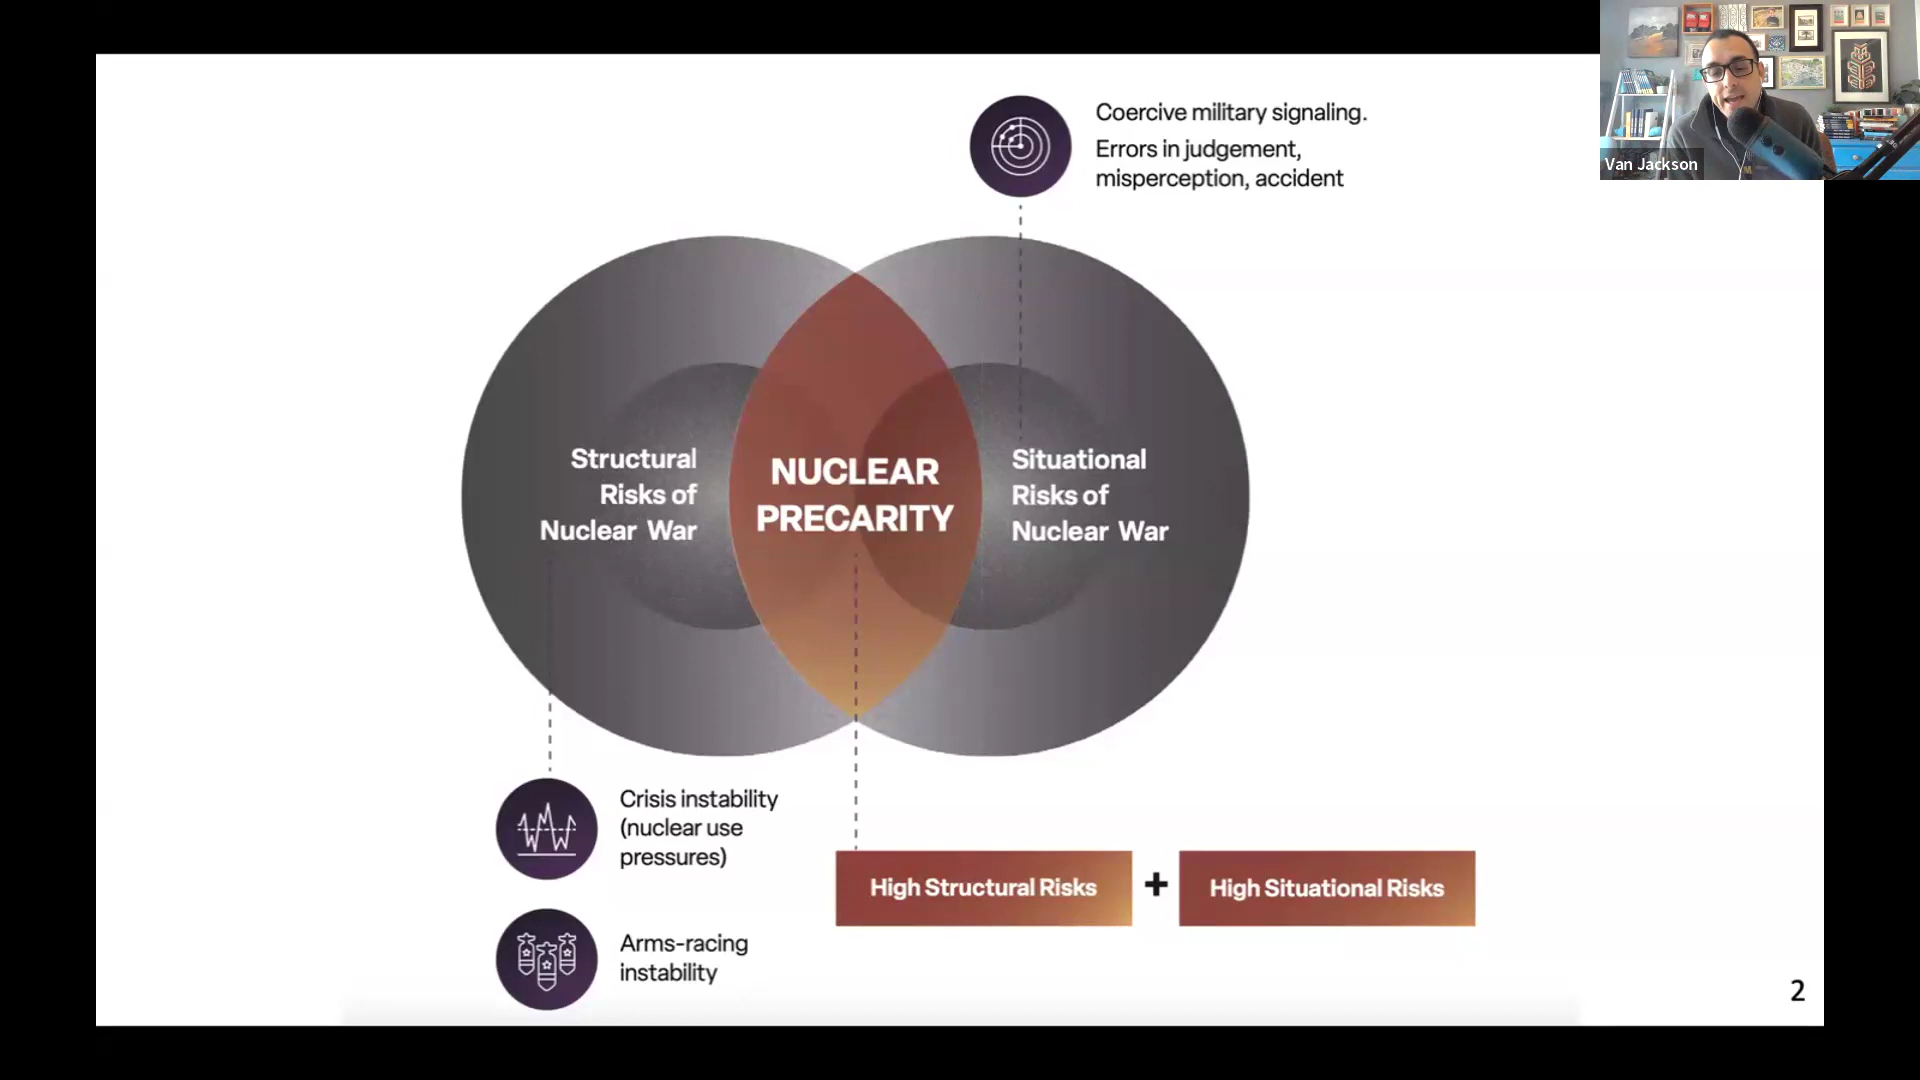 Coercive military signaling.
Errors in judgement,
misperception, accident
Van Jackson
Structural
Risks of
Nuclear War
NUCLEAR
PRECARITY
Situational
Risks of
Nuclear War
Crisis instability
(nuclear use
pressures)
High Structural Risks + High Situational Risks
Arms-racing
instability
2